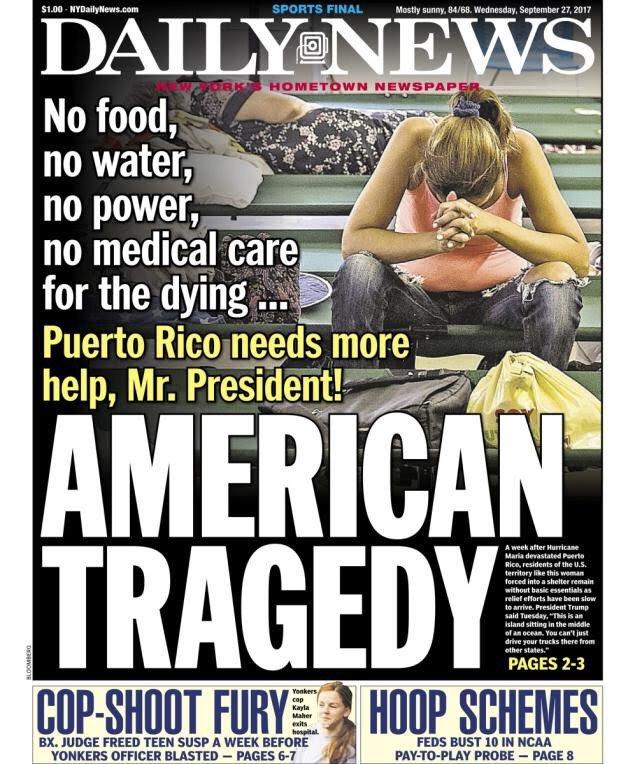 $1.00 · NYDailyNews.com
SPORTS FINAL
Mostly sunny, 84/68. Wednesday, September 27, 2017
DAILY NEWS
NEW YORK'S HOMETOWN NEWSPAPER
No food,
no water,
no power,
no medical care
for the dying ...
Puerto Rico needs more
help, Mr. President!
AMERICAN
TRAGEDY
A week after Hurricane
Maria devastated Puerto
Rico, residents of the U.S.
territory like this woman
forced into a shelter remain
without basic essentials as
relief efforts have been slow
to arrive. President Trump
said Tuesday, "This is an
island sitting in the middle
of an ocean. You can't just
drive your trucks there from
other states."
PAGES 2-3
BLOOMBERG
COP-SHOOT FURY
Yonkers
cop
Kayla
Maher
exits
hospital.
BX. JUDGE FREED TEEN SUSP A WEEK BEFORE
YONKERS OFFICER BLASTED — PAGES 6-7
HOOP SCHEMES
FEDS BUST 10 IN NCAA
PAY-TO-PLAY PROBE — PAGE 8